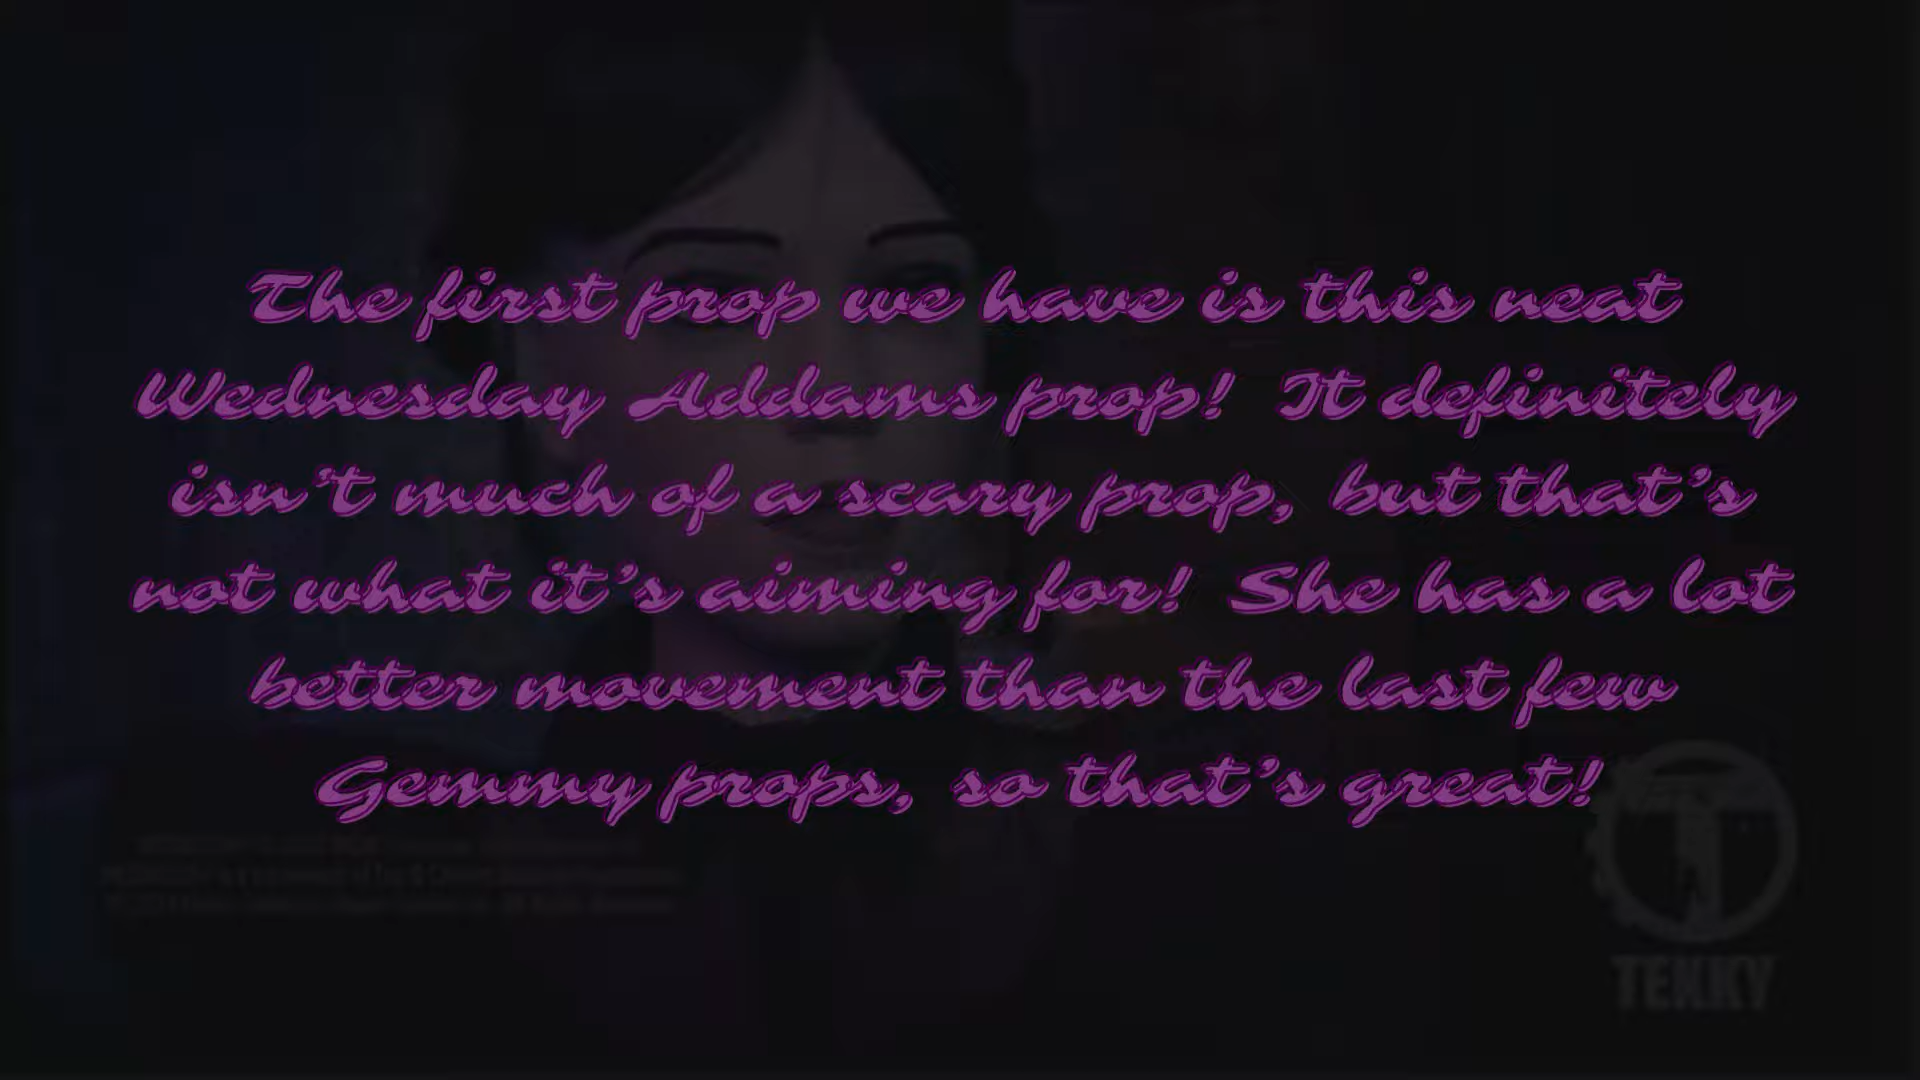 The first prop we have is this neat
Wednesday Addams prop! It definitely
isn't much of a scary prop, but that's
not what it's aiming for! She has a lot
better movement than the last few
Gemmy props, so that's great!
TEKKY